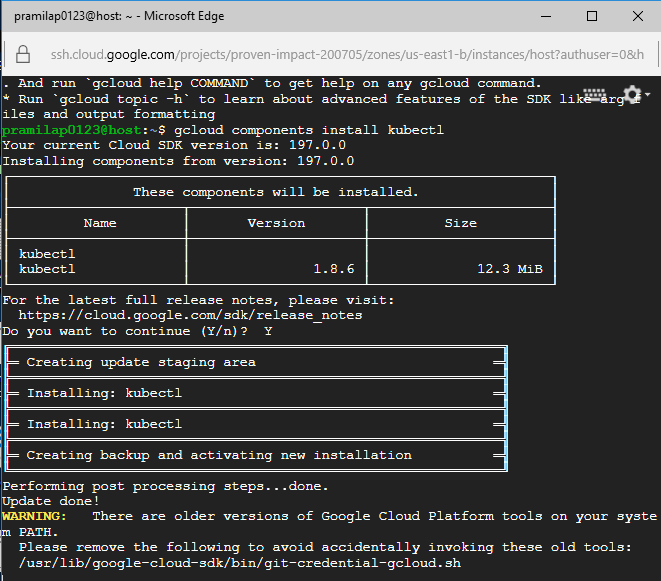 pramilap0123@host: ~ - Microsoft Edge
ssh.cloud.google.com/projects/proven-impact-200705/zones/us-east1-b/instances/host?authuser=0&h
. And run `gcloud help COMMAND` to get help on any gcloud command.
* Run `gcloud topic -h` to learn about advanced features of the SDK like arg f
iles and output formatting
pramilap0123@host:~$ gcloud components install kubectl
Your current Cloud SDK version is: 197.0.0
Installing components from version: 197.0.0
These components will be installed.
Name Version Size
kubectl
kubectl 1.8.6 12.3 MiB
For the latest full release notes, please visit:
https://cloud.google.com/sdk/release_notes
Do you want to continue (Y/n)? Y
Creating update staging area
Installing: kubectl
Installing: kubectl
Creating backup and activating new installation
Performing post processing steps...done.
Update done!
WARNING: There are older versions of Google Cloud Platform tools on your syste
m PATH.
Please remove the following to avoid accidentally invoking these old tools:
/usr/lib/google-cloud-sdk/bin/git-credential-gcloud.sh